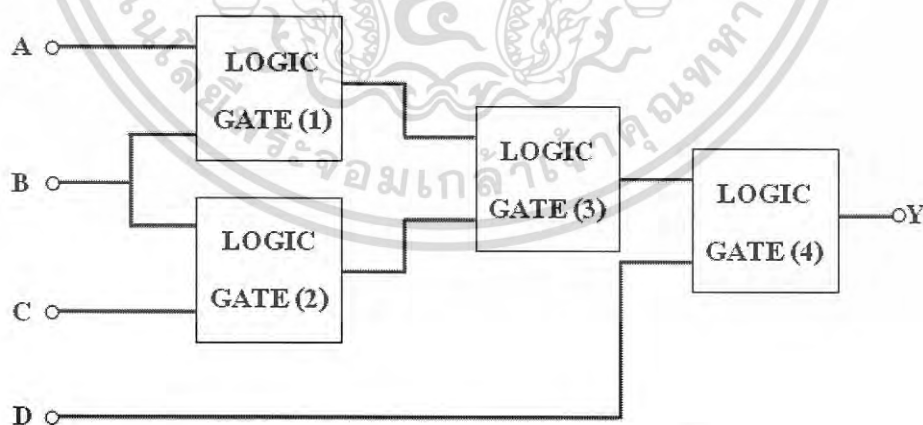 A
LOGIC
GATE (1)
B
LOGIC
GATE (2)
C
LOGIC
GATE (3)
LOGIC
GATE (4)
Y
D